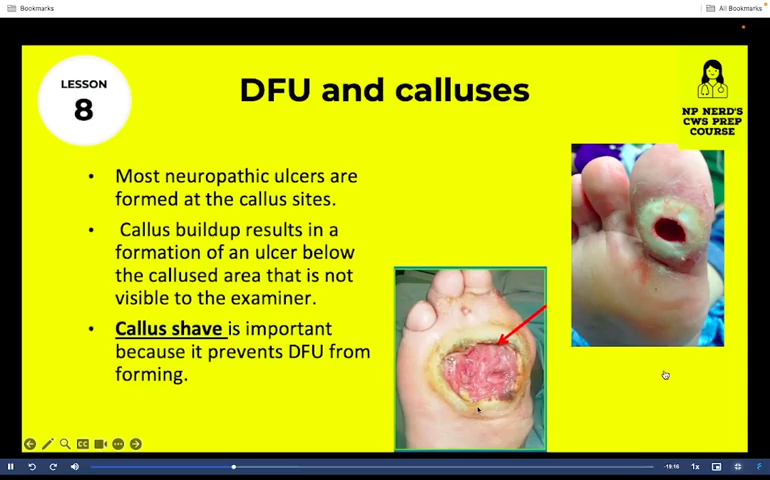 Bookmarks
All Bookmarks
LESSON
8
DFU and calluses
NP NERD'S
CWS PREP
COURSE
• Most neuropathic ulcers are
formed at the callus sites.
• Callus buildup results in a
formation of an ulcer below
the callused area that is not
visible to the examiner.
• Callus shave is important
because it prevents DFU from
forming.
CC
-19:16
1x